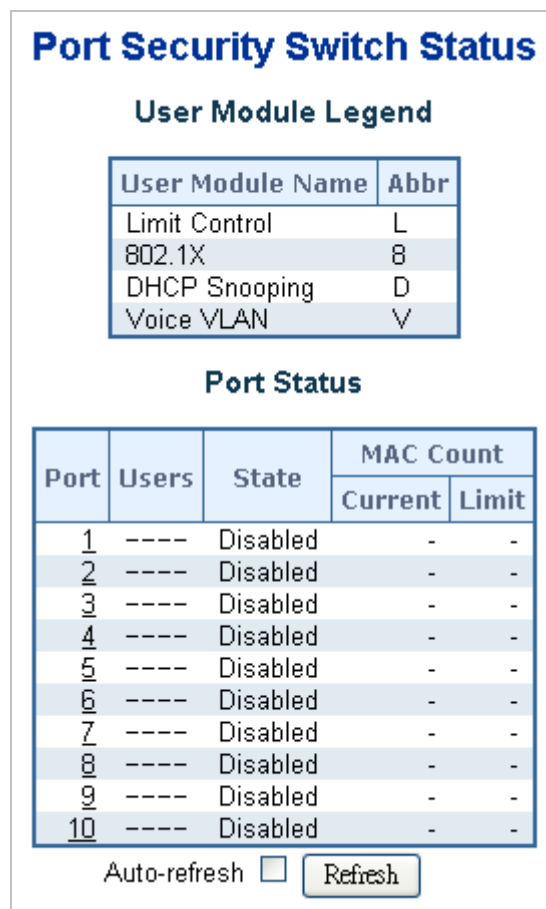 Port Security Switch Status
User Module Legend
User Module Name Abbr
Limit Control L
802.1X 8
DHCP Snooping D
Voice VLAN V
Port Status
Port Users State MAC Count
Current Limit
1 ---- Disabled - -
2 ---- Disabled - -
3 ---- Disabled - -
4 ---- Disabled - -
5 ---- Disabled - -
6 ---- Disabled - -
7 ---- Disabled - -
8 ---- Disabled - -
9 ---- Disabled - -
10 ---- Disabled - -
Auto-refresh Refresh